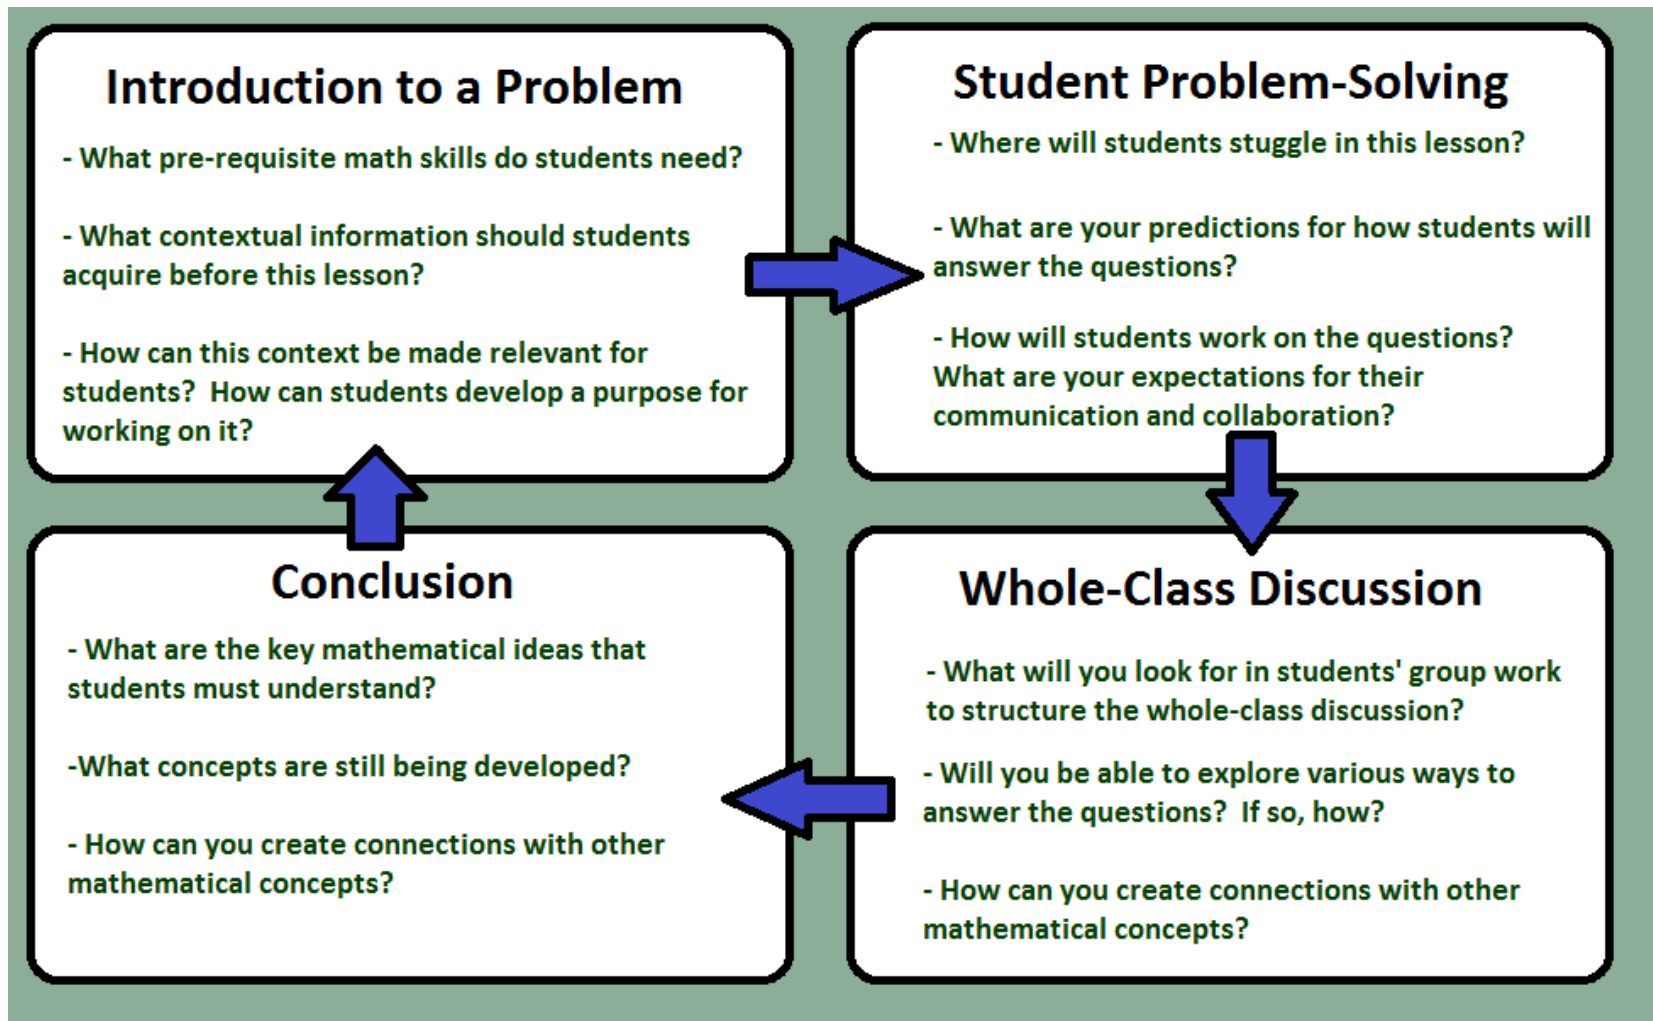 Introduction to a Problem
- What pre-requisite math skills do students need?
- What contextual information should students
acquire before this lesson?
- How can this context be made relevant for
students?  How can students develop a purpose for
working on it?
Student Problem-Solving
- Where will students stuggle in this lesson?
- What are your predictions for how students will
answer the questions?
- How will students work on the questions?
What are your expectations for their
communication and collaboration?
Whole-Class Discussion
- What will you look for in students' group work
to structure the whole-class discussion?
- Will you be able to explore various ways to
answer the questions?  If so, how?
- How can you create connections with other
mathematical concepts?
Conclusion
- What are the key mathematical ideas that
students must understand?
-What concepts are still being developed?
- How can you create connections with other
mathematical concepts?